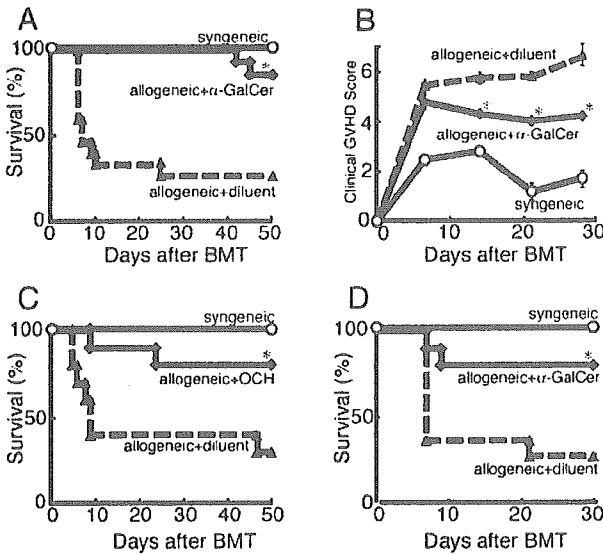 A
syngeneic
100
*
allogeneic+α-GalCer
50
allogeneic+diluent
0
0 10 20 30 40 50
Survival (%)
Days after BMT
B
allogeneic+diluent
6
*
*
*
4
allogeneic+α-GalCer
2
syngeneic
0
0 10 20 30
Clinical GVHD Score
Days after BMT
C
syngeneic
100
*
allogeneic+OCH
50
allogeneic+diluent
0
0 10 20 30 40 50
Survival (%)
Days after BMT
D
syngeneic
100
*
allogeneic+α-GalCer
50
allogeneic+diluent
0
0 10 20 30
Survival (%)
Days after BMT